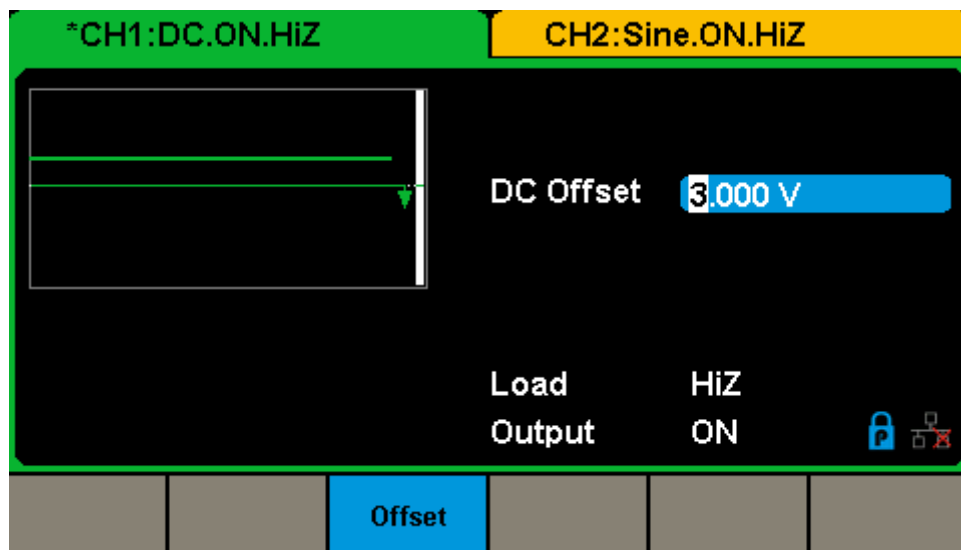 *CH1:DC.ON.HiZ
CH2:Sine.ON.HiZ
DC Offset 3.000 V
Load HiZ
Output ON
P
Offset